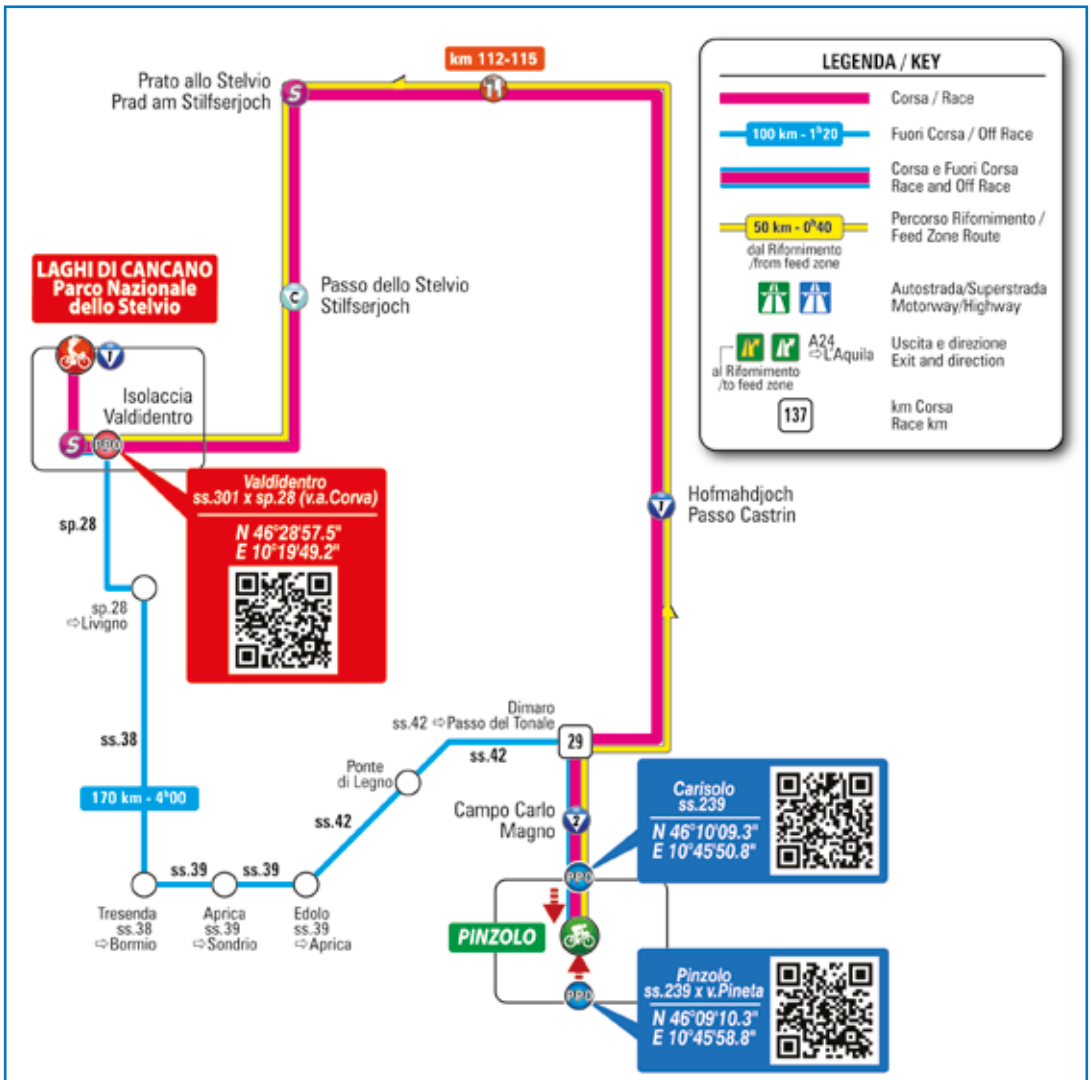 km 112-115
Prato allo Stelvio
Prad am Stilfserjoch
S
LEGENDA / KEY
Corsa / Race
100 km - 1ʰ20
Fuori Corsa / Off Race
Corsa e Fuori Corsa
Race and Off Race
50 km - 0ʰ40
dal Rifornimento
/from feed zone
Percorso Rifornimento /
Feed Zone Route
Autostrada/Superstrada
Motorway/Highway
al Rifornimento
/to feed zone
A24
⇨L'Aquila
Uscita e direzione
Exit and direction
137
km Corsa
Race km
LAGHI DI CANCANO
Parco Nazionale
dello Stelvio
C
Passo dello Stelvio
Stilfserjoch
1
Isolaccia
Valdidentro
S
P.P.O
Valdidentro
ss.301 x sp.28 (v.a.Corva)
N 46°28'57.5"
E 10°19'49.2"
sp.28
sp.28
⇨Livigno
1
Hofmahdjoch
Passo Castrin
ss.38
170 km - 4ʰ00
Dimaro
ss.42 ⇨Passo del Tonale
29
ss.42
Ponte
di Legno
ss.42
Campo Carlo
Magno
2
Carisolo
ss.239
N 46°10'09.3"
E 10°45'50.8"
P.P.O
ss.39
ss.39
Tresenda
ss.38
⇨Bormio
Aprica
ss.39
⇨Sondrio
Edolo
ss.39
⇨Aprica
PINZOLO
P.P.O
Pinzolo
ss.239 x v.Pineta
N 46°09'10.3"
E 10°45'58.8"